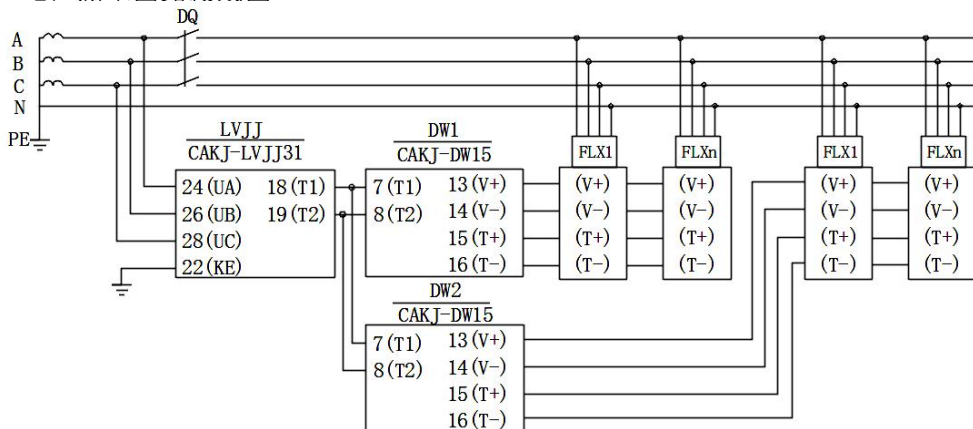 DQ
A
B
C
N
PE
LVJJ
CAKJ-LVJJ31
24(UA) 18(T1)
26(UB) 19(T2)
28(UC)
22(KE)
DW1
CAKJ-DW15
7(T1) 13(V+)
8(T2) 14(V-)
15(T+)
16(T-)
FLX1
(V+)
(V-)
(T+)
(T-)
FLXn
(V+)
(V-)
(T+)
(T-)
FLX1
(V+)
(V-)
(T+)
(T-)
FLXn
(V+)
(V-)
(T+)
(T-)
DW2
CAKJ-DW15
7(T1) 13(V+)
8(T2) 14(V-)
15(T+)
16(T-)